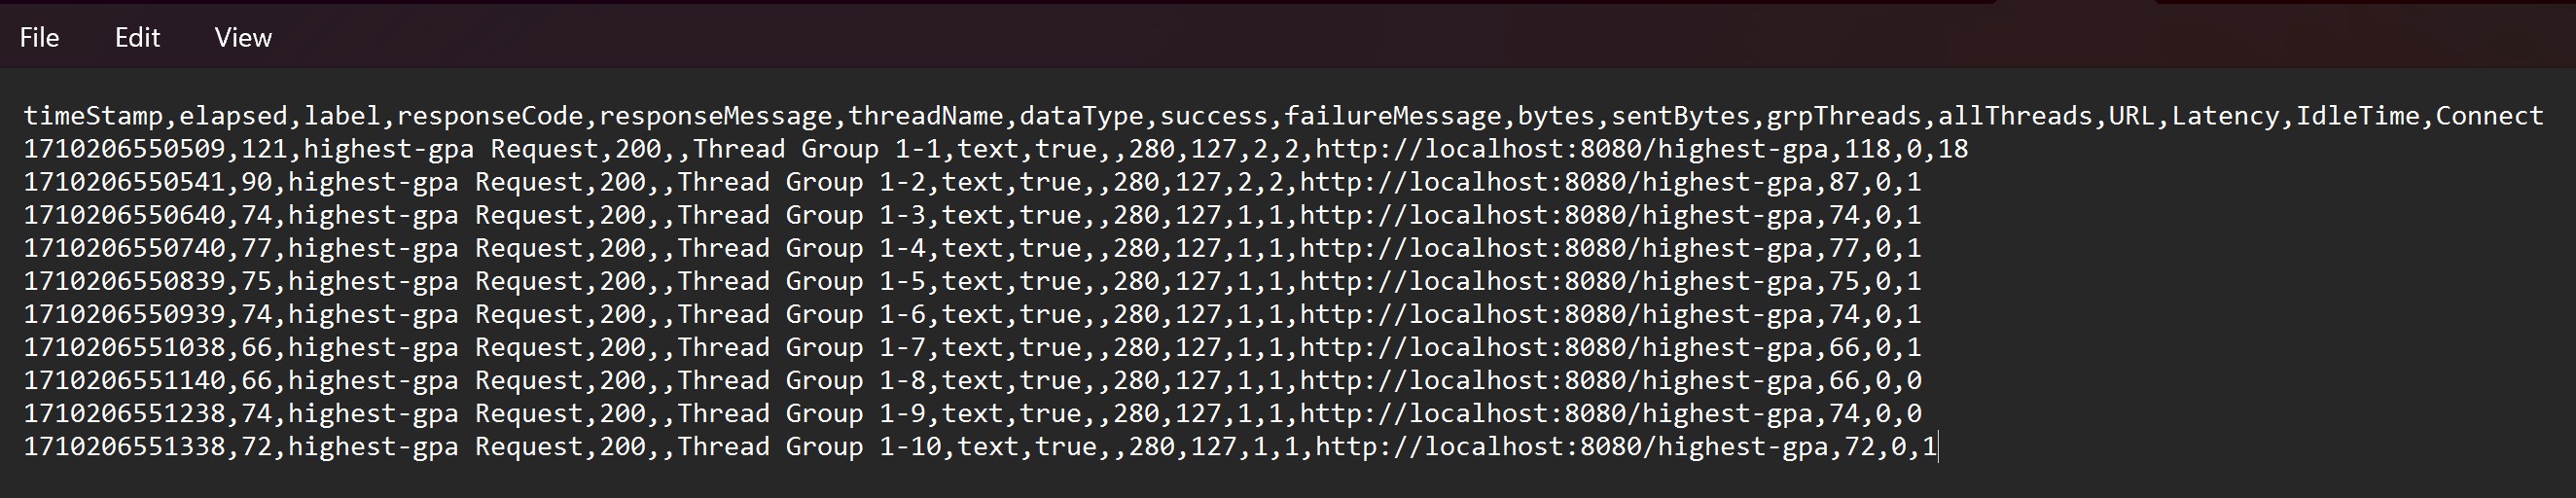 File Edit View
timeStamp,elapsed,label,responseCode,responseMessage,threadName,dataType,success,failureMessage,bytes,sentBytes,grpThreads,allThreads,URL,Latency,IdleTime,Connect
1710206550509,121,highest-gpa Request,200,,Thread Group 1-1,text,true,,280,127,2,2,http://localhost:8080/highest-gpa,118,0,18
1710206550541,90,highest-gpa Request,200,,Thread Group 1-2,text,true,,280,127,2,2,http://localhost:8080/highest-gpa,87,0,1
1710206550640,74,highest-gpa Request,200,,Thread Group 1-3,text,true,,280,127,1,1,http://localhost:8080/highest-gpa,74,0,1
1710206550740,77,highest-gpa Request,200,,Thread Group 1-4,text,true,,280,127,1,1,http://localhost:8080/highest-gpa,77,0,1
1710206550839,75,highest-gpa Request,200,,Thread Group 1-5,text,true,,280,127,1,1,http://localhost:8080/highest-gpa,75,0,1
1710206550939,74,highest-gpa Request,200,,Thread Group 1-6,text,true,,280,127,1,1,http://localhost:8080/highest-gpa,74,0,1
1710206551038,66,highest-gpa Request,200,,Thread Group 1-7,text,true,,280,127,1,1,http://localhost:8080/highest-gpa,66,0,1
1710206551140,66,highest-gpa Request,200,,Thread Group 1-8,text,true,,280,127,1,1,http://localhost:8080/highest-gpa,66,0,0
1710206551238,74,highest-gpa Request,200,,Thread Group 1-9,text,true,,280,127,1,1,http://localhost:8080/highest-gpa,74,0,0
1710206551338,72,highest-gpa Request,200,,Thread Group 1-10,text,true,,280,127,1,1,http://localhost:8080/highest-gpa,72,0,1